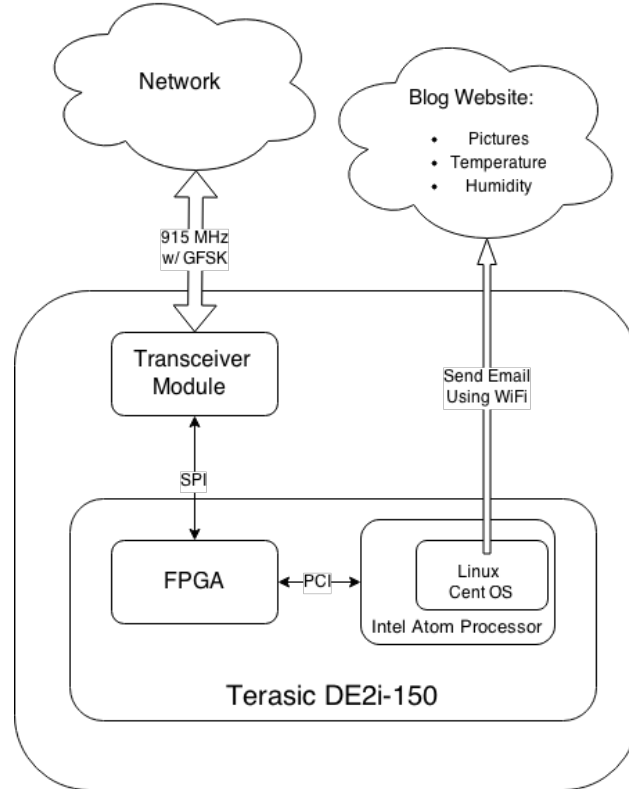 Network
Blog Website:
• Pictures
• Temperature
• Humidity
915 MHz
w/ GFSK
Transceiver
Module
Send Email
Using WiFi
SPI
FPGA
PCI
Linux
Cent OS
Intel Atom Processor
Terasic DE2i-150